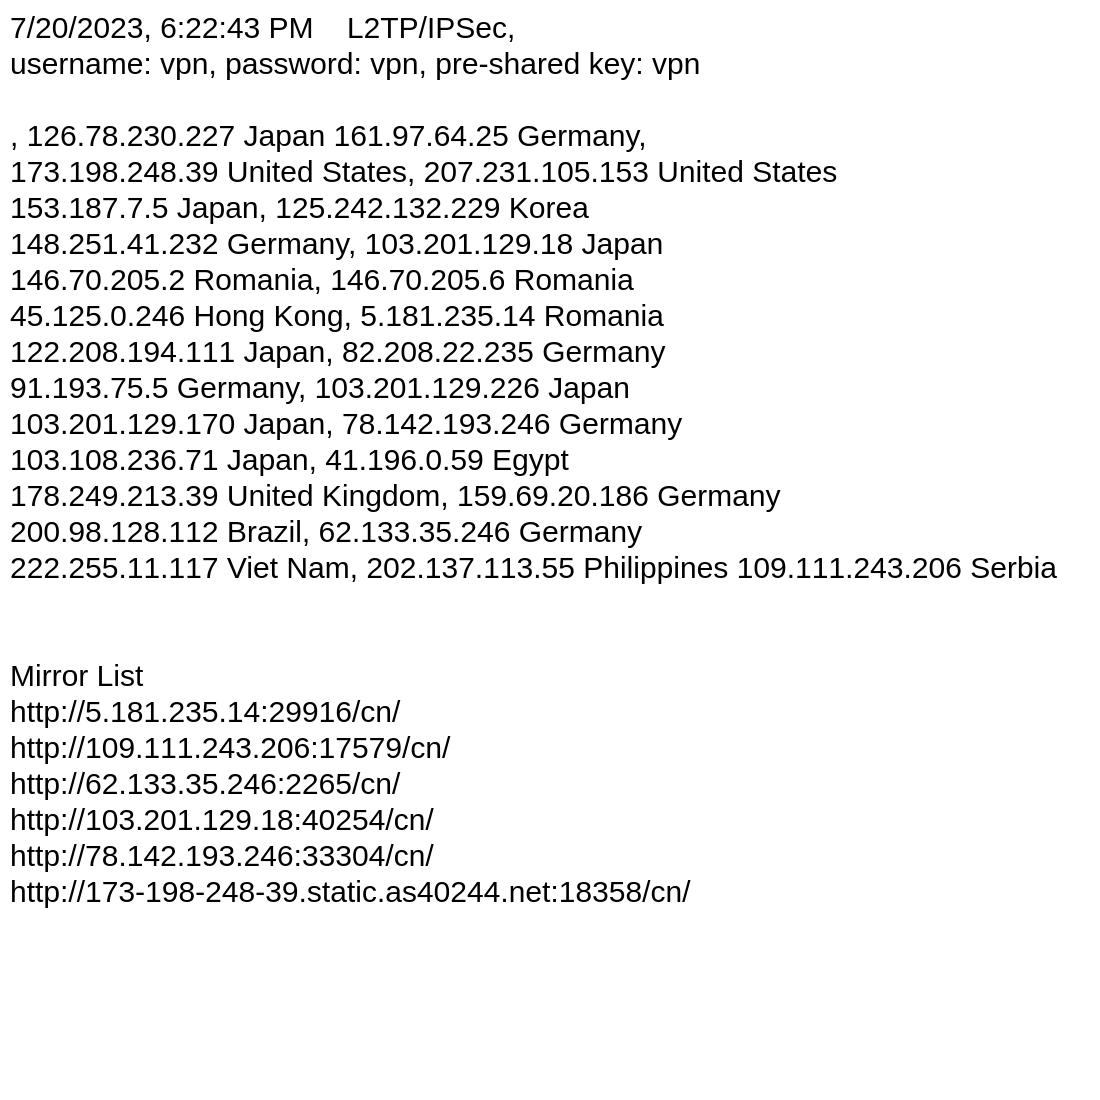 7/20/2023, 6:22:43 PM    L2TP/IPSec,
username: vpn, password: vpn, pre-shared key: vpn
, 126.78.230.227 Japan 161.97.64.25 Germany,
173.198.248.39 United States, 207.231.105.153 United States
153.187.7.5 Japan, 125.242.132.229 Korea
148.251.41.232 Germany, 103.201.129.18 Japan
146.70.205.2 Romania, 146.70.205.6 Romania
45.125.0.246 Hong Kong, 5.181.235.14 Romania
122.208.194.111 Japan, 82.208.22.235 Germany
91.193.75.5 Germany, 103.201.129.226 Japan
103.201.129.170 Japan, 78.142.193.246 Germany
103.108.236.71 Japan, 41.196.0.59 Egypt
178.249.213.39 United Kingdom, 159.69.20.186 Germany
200.98.128.112 Brazil, 62.133.35.246 Germany
222.255.11.117 Viet Nam, 202.137.113.55 Philippines 109.111.243.206 Serbia
Mirror List
http://5.181.235.14:29916/cn/
http://109.111.243.206:17579/cn/
http://62.133.35.246:2265/cn/
http://103.201.129.18:40254/cn/
http://78.142.193.246:33304/cn/
http://173-198-248-39.static.as40244.net:18358/cn/